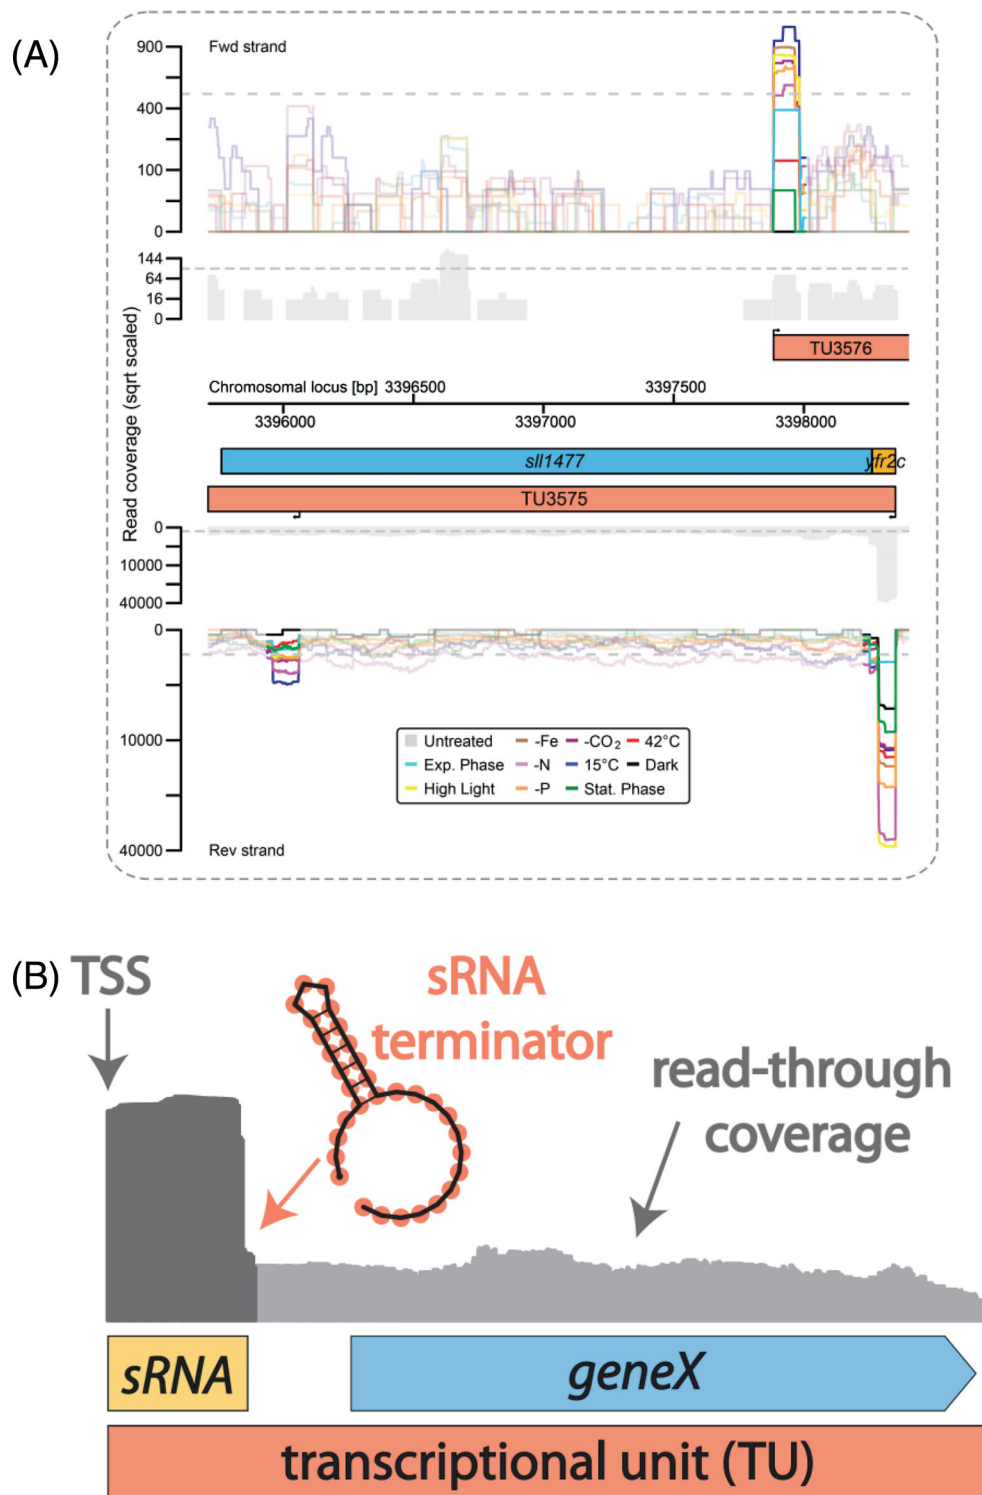 (A)
Fwd strand
900
400
100
0
144
64
16
0
Read coverage (sqrt scaled)
TU3576
Chromosomal locus [bp] 3396500 3397500
3396000 3397000 3398000
sll1477 yfr2c
TU3575
0
10000
40000
0
10000
40000
Untreated -Fe -CO₂ 42°C
Exp. Phase -N 15°C Dark
High Light -P Stat. Phase
Rev strand
(B)
TSS
sRNA
terminator
read-through
coverage
sRNA geneX
transcriptional unit (TU)